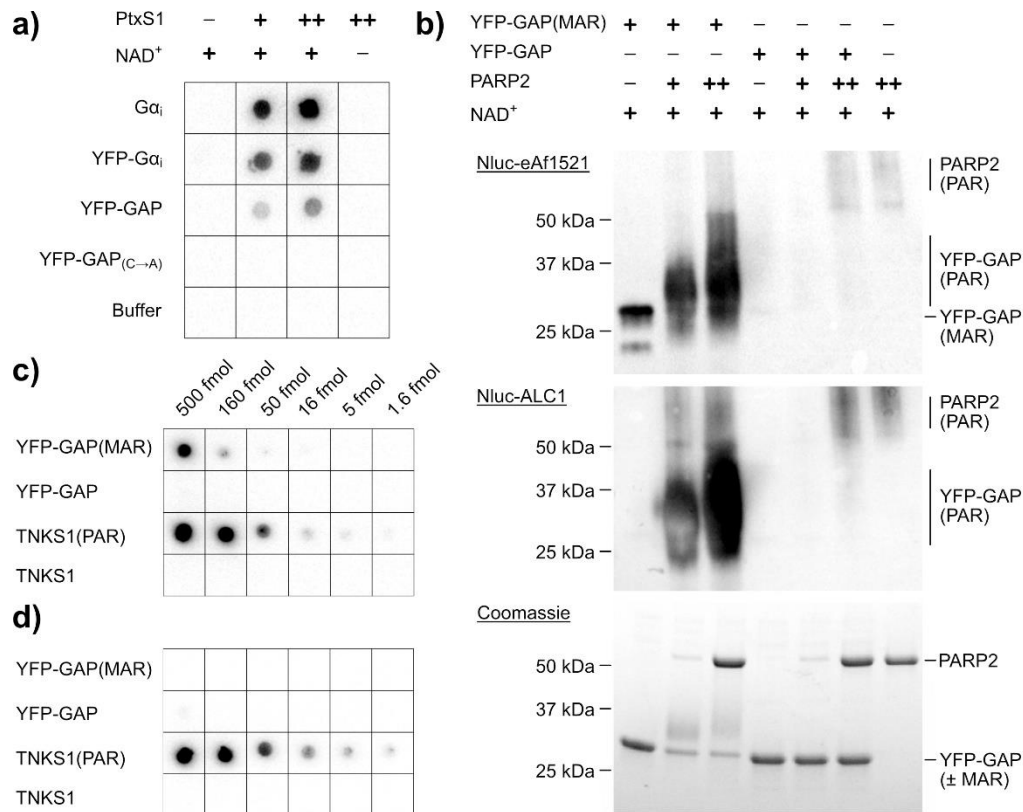 a)
PtxS1 – + ++ ++
NAD⁺ + + + –
Gαᵢ
YFP-Gαᵢ
YFP-GAP
YFP-GAP(C→A)
Buffer
b)
YFP-GAP(MAR) + + + – – – –
YFP-GAP – – – + + + –
PARP2 – + ++ – + ++ ++
NAD⁺ + + + + + + +
Nluc-eAf1521
50 kDa
37 kDa
25 kDa
PARP2
(PAR)
YFP-GAP
(PAR)
YFP-GAP
(MAR)
Nluc-ALC1
50 kDa
37 kDa
25 kDa
PARP2
(PAR)
YFP-GAP
(PAR)
Coomassie
50 kDa
37 kDa
25 kDa
PARP2
YFP-GAP
(± MAR)
c)
500 fmol 160 fmol 50 fmol 16 fmol 5 fmol 1.6 fmol
YFP-GAP(MAR)
YFP-GAP
TNKS1(PAR)
TNKS1
d)
YFP-GAP(MAR)
YFP-GAP
TNKS1(PAR)
TNKS1